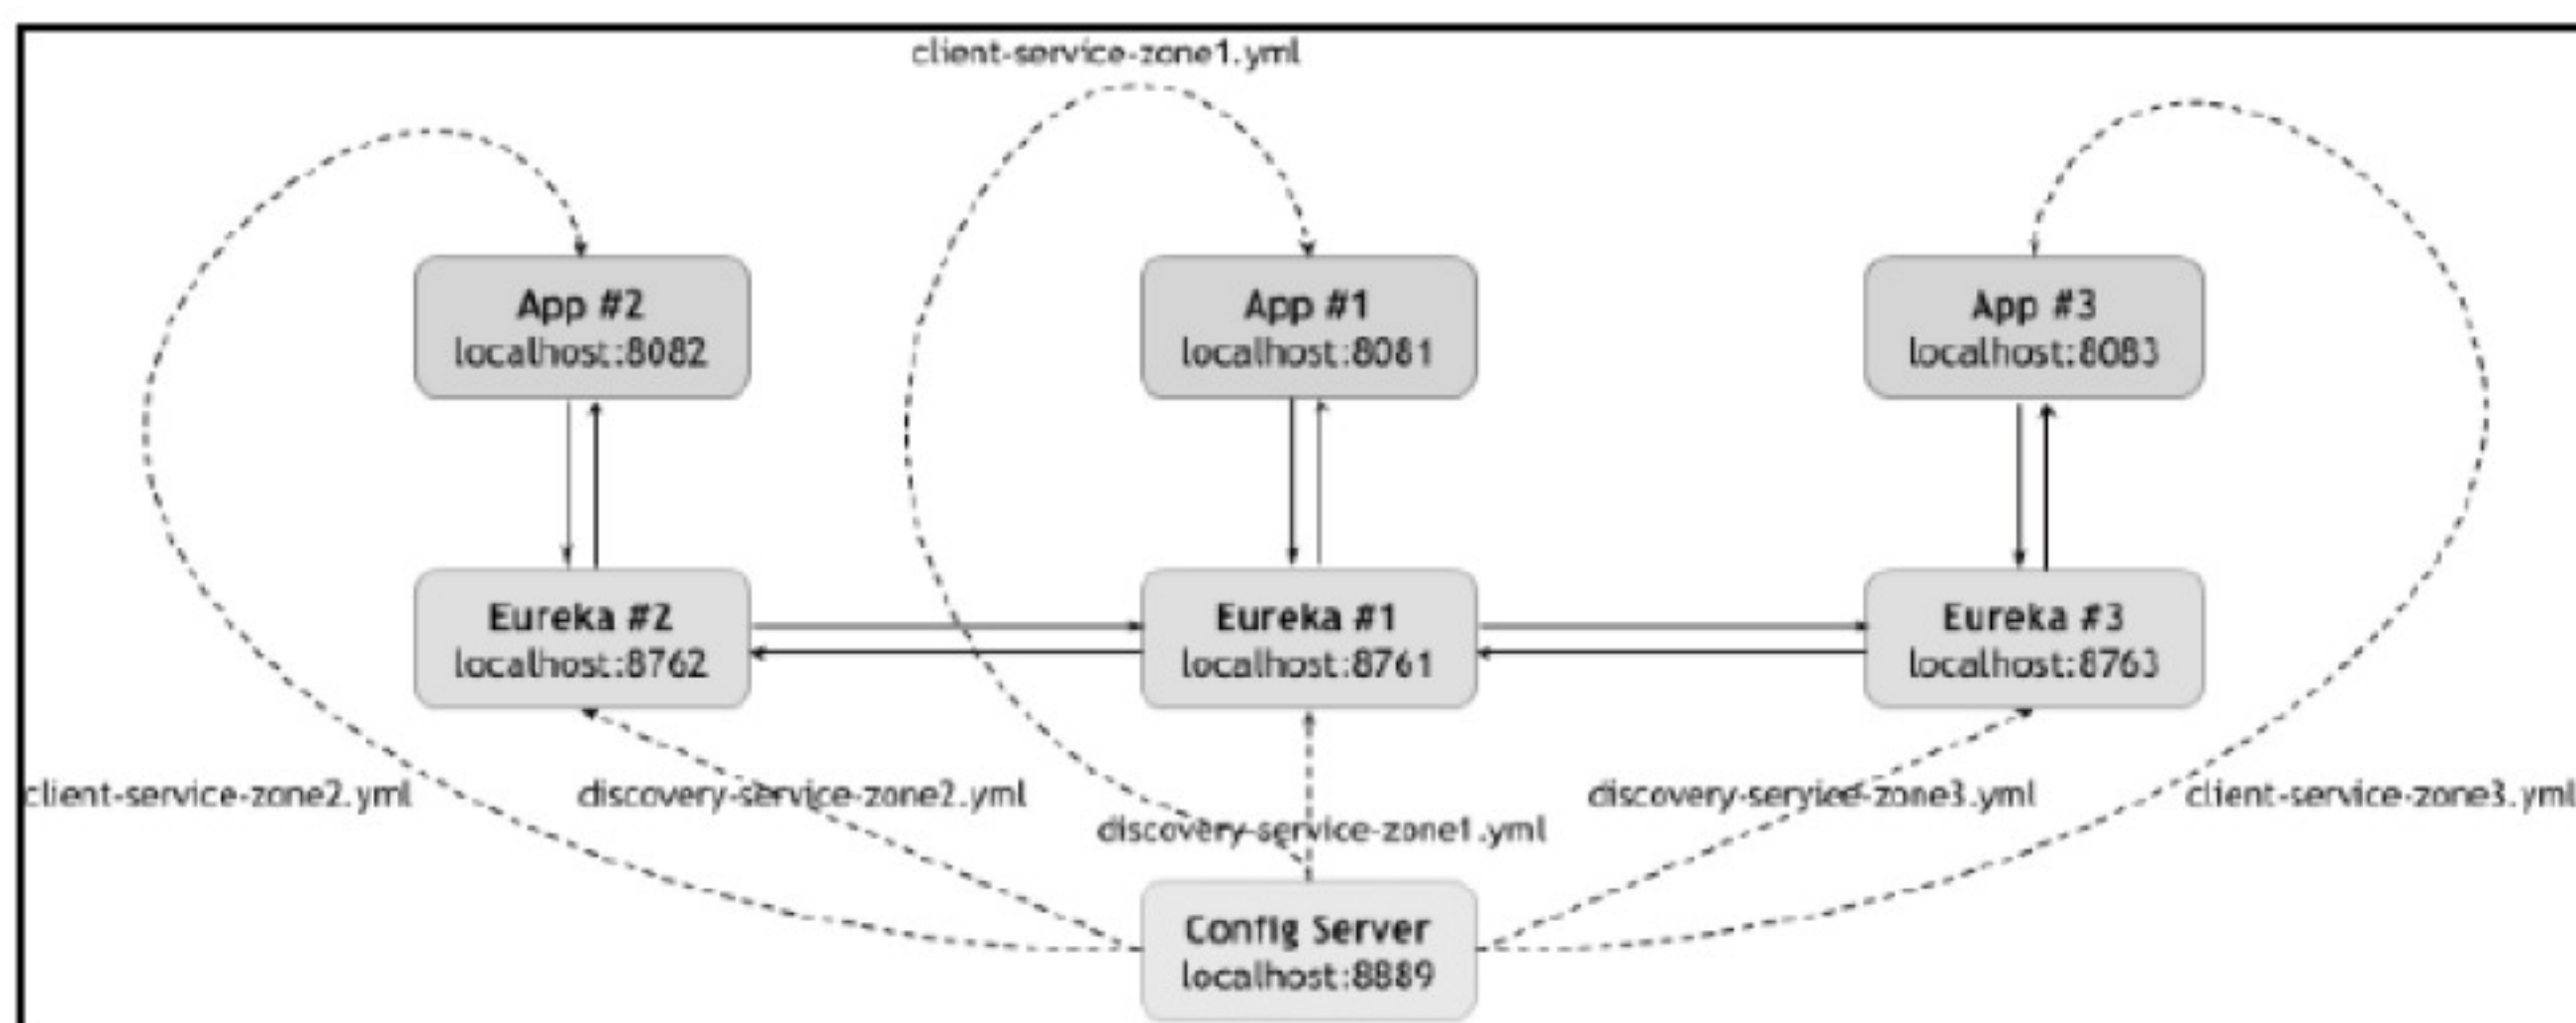 client-service-zone1.yml
App #2
localhost:8082
App #1
localhost:8081
App #3
localhost:8083
Eureka #2
localhost:8762
Eureka #1
localhost:8761
Eureka #3
localhost:8763
client-service-zone2.yml
discovery-service-zone2.yml
discovery-service-zone3.yml
client-service-zone3.yml
discovery-service-zone1.yml
Config Server
localhost:8889